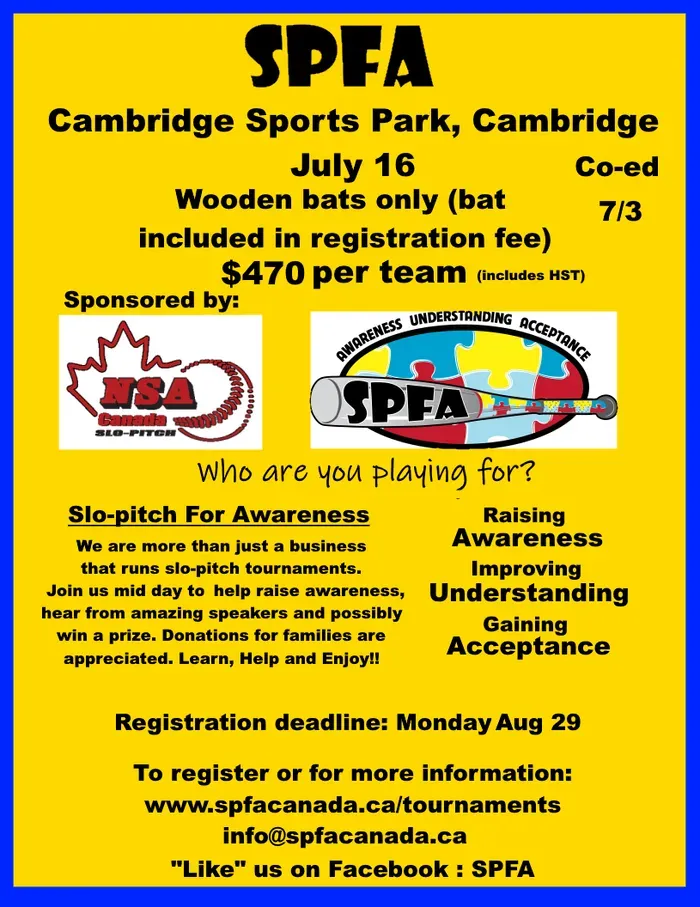 SPFA
Cambridge Sports Park, Cambridge
July 16
Co-ed
7/3
Wooden bats only (bat
included in registration fee)
$470 per team (includes HST)
Sponsored by:
NSA
Canada
SLO-PITCH
AWARENESS UNDERSTANDING ACCEPTANCE
SPFA
Who are you playing for?
Slo-pitch For Awareness
We are more than just a business
that runs slo-pitch tournaments.
Join us mid day to help raise awareness,
hear from amazing speakers and possibly
win a prize. Donations for families are
appreciated. Learn, Help and Enjoy!!
Raising
Awareness
Improving
Understanding
Gaining
Acceptance
Registration deadline: Monday Aug 29
To register or for more information:
www.spfacanada.ca/tournaments
info@spfacanada.ca
"Like" us on Facebook : SPFA